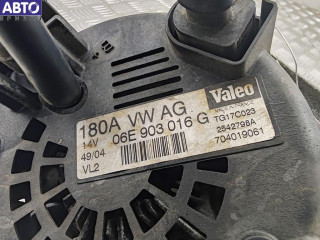 АВТО
Valeo
180A VW AG
TG17C023
14V
06E 903 016 G
2542798A
49/04
704019061
VL2